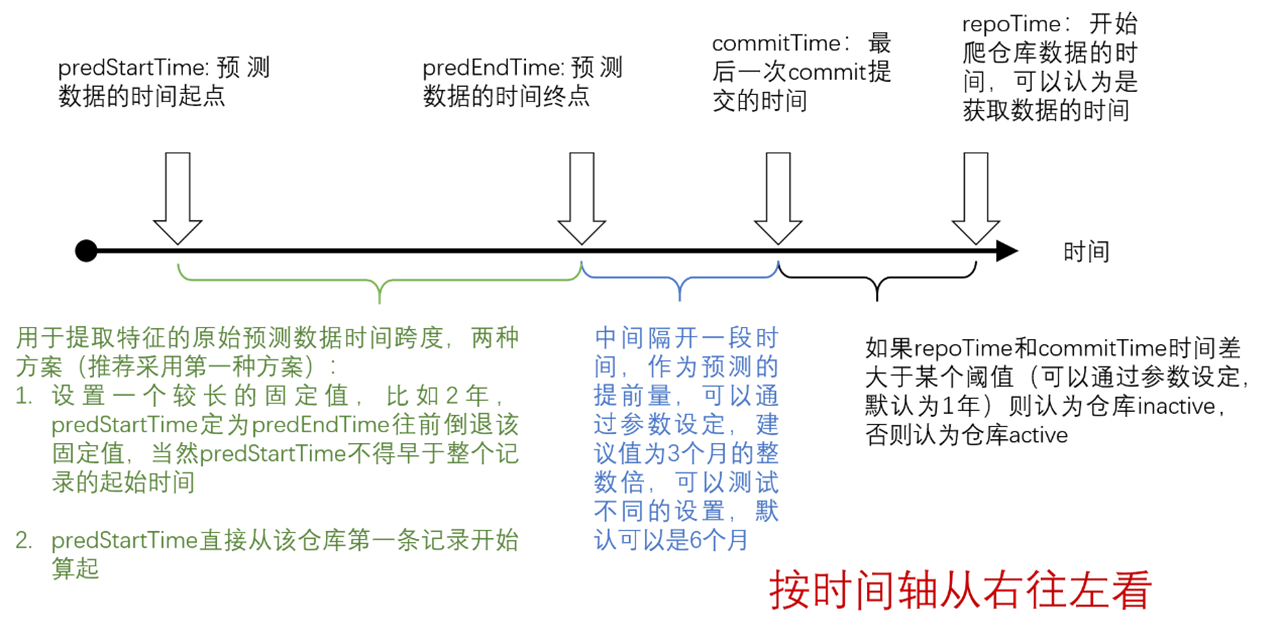 predStartTime: 预测
数据的时间起点
predEndTime: 预测
数据的时间终点
commitTime：最
后一次commit提
交的时间
repoTime：开始
爬仓库数据的时
间，可以认为是
获取数据的时间
时间
用于提取特征的原始预测数据时间跨度，两种
方案（推荐采用第一种方案）：
1. 设置一个较长的固定值，比如2年，
predStartTime定为predEndTime往前倒退该
固定值，当然predStartTime不得早于整个记
录的起始时间
2. predStartTime直接从该仓库第一条记录开始
算起
中间隔开一段时
间，作为预测的
提前量，可以通
过参数设定，建
议值为3个月的整
数倍，可以测试
不同的设置，默
认可以是6个月
如果repoTime和commitTime时间差
大于某个阈值（可以通过参数设定，
默认为1年）则认为仓库inactive，
否则认为仓库active
按时间轴从右往左看